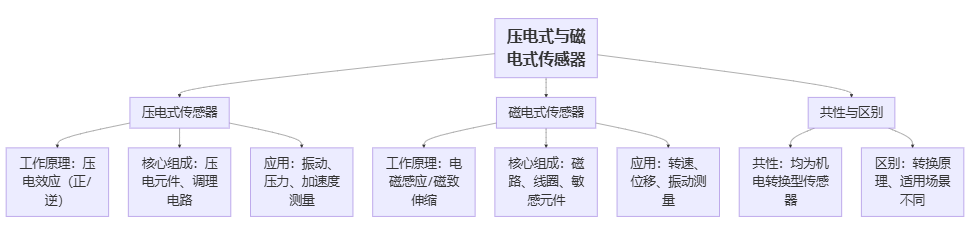 压电式与磁
电式传感器
压电式传感器
磁电式传感器
共性与区别
工作原理：压
电效应（正/
逆）
核心组成：压
电元件、调理
电路
应用：振动、
压力、加速度
测量
工作原理：电
磁感应/磁致
伸缩
核心组成：磁
路、线圈、敏
感元件
应用：转速、
位移、振动测
量
共性：均为机
电转换型传感
器
区别：转换原
理、适用场景
不同